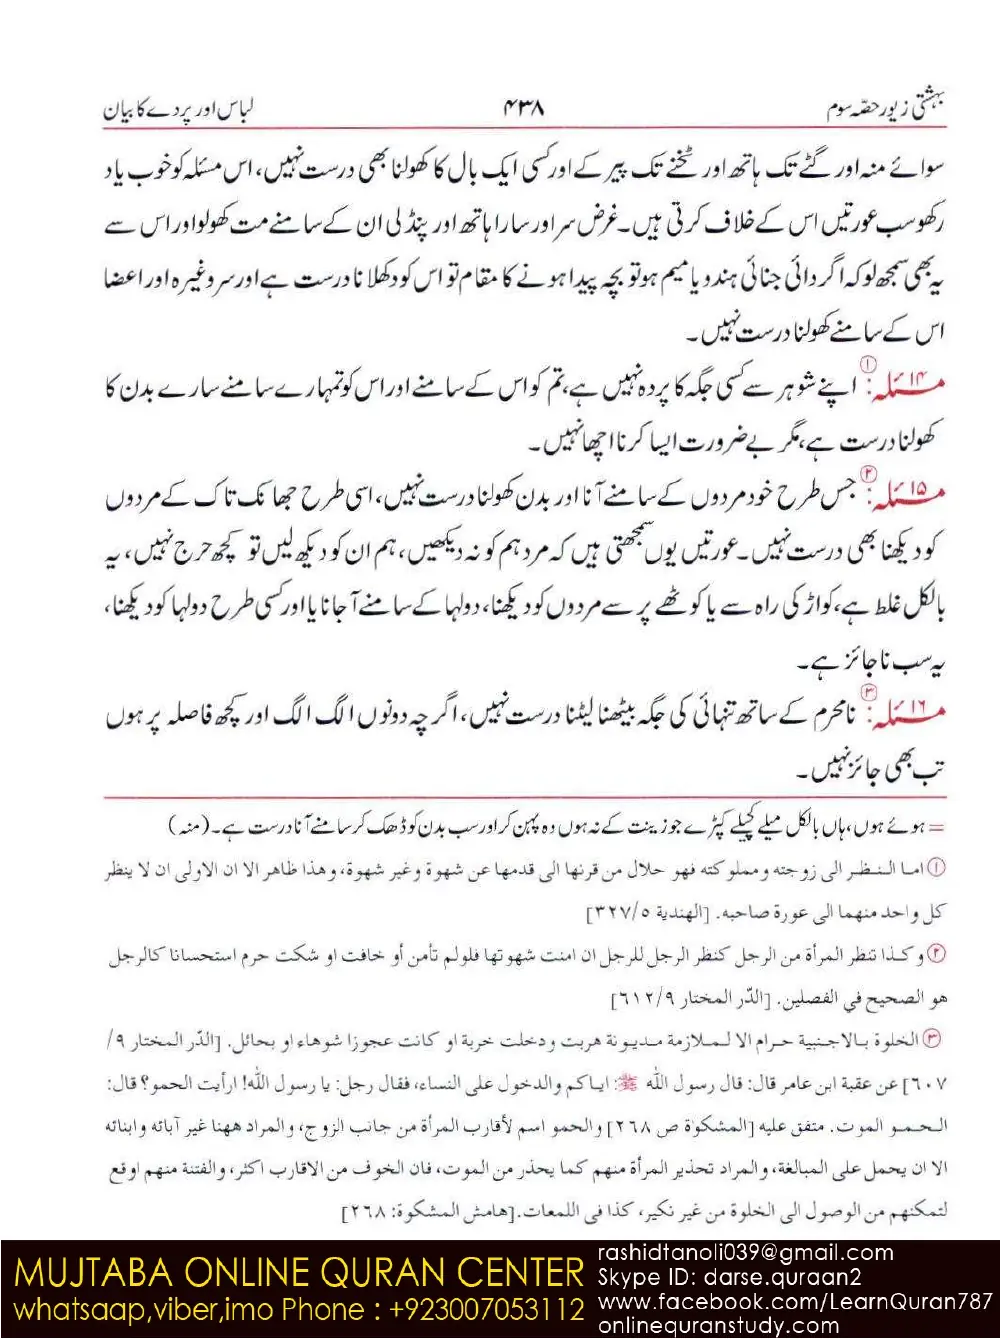 بہشتی زیور حصّہ سوم ۴۳۸ لباس اور پردے کا بیان
سوائے منہ اور گٹے تک ہاتھ اور ٹخنے تک پیر کے اور کسی ایک بال کا کھولنا بھی درست نہیں، اس مسئلہ کو خوب یاد
رکھو سب عورتیں اس کے خلاف کرتی ہیں۔ غرض سر اور سارا ہاتھ اور پنڈلی ان کے سامنے مت کھولو اور اس سے
یہ بھی سمجھ لو کہ اگر دائی جنائی ہندو یا میم ہو تو بچہ پیدا ہونے کا مقام تو اس کو دکھلانا درست ہے اور سر وغیرہ اور اعضا
اس کے سامنے کھولنا درست نہیں۔
مسئلہ۱۴: ① اپنے شوہر سے کسی جگہ کا پردہ نہیں ہے، تم کو اس کے سامنے اور اس کو تمہارے سامنے سارے بدن کا
کھولنا درست ہے، مگر بے ضرورت ایسا کرنا اچھا نہیں۔
مسئلہ۱۵: ② جس طرح خود مردوں کے سامنے آنا اور بدن کھولنا درست نہیں، اسی طرح جھانک تاک کے مردوں
کو دیکھنا بھی درست نہیں۔ عورتیں یوں سمجھتی ہیں کہ مرد ہم کو نہ دیکھیں، ہم ان کو دیکھ لیں تو کچھ حرج نہیں، یہ
بالکل غلط ہے، کواڑ کی راہ سے یا کوٹھے پر سے مردوں کو دیکھنا، دولہا کے سامنے آ جانا یا اور کسی طرح دولہا کو دیکھنا،
یہ سب ناجائز ہے۔
مسئلہ۱۶: ③ نامحرم کے ساتھ تنہائی کی جگہ بیٹھنا لیٹنا درست نہیں، اگرچہ دونوں الگ الگ اور کچھ فاصلہ پر ہوں
تب بھی جائز نہیں۔
= ہوئے ہوں، ہاں بالکل میلے کچیلے کپڑے جو زینت کے نہ ہوں وہ پہن کر اور سب بدن کو ڈھک کر سامنے آنا درست ہے۔ (منہ)
① اما النظر الى زوجته ومملوكته فهو حلال من قرنها الى قدمها عن شهوة وغير شهوة، وهذا ظاهر الا ان الاولى ان لا ينظر
كل واحد منهما الى عورة صاحبه. [الهندية ٣٢٧/٥]
② وكذا تنظر المرأة من الرجل كنظر الرجل للرجل ان امنت شهوتها فلولم تأمن أو خافت او شكت حرم استحسانا كالرجل
هو الصحيح في الفصلين. [الدّر المختار ٦١٢/٩]
③ الخلوة بالاجنبية حرام الا لملازمة مديونة هربت ودخلت خربة او كانت عجوزا شوهاء او بحائل. [الدّر المختار ٩/
٦٠٧] عن عقبة ابن عامر قال: قال رسول الله ﷺ: اياكم والدخول على النساء، فقال رجل: يا رسول الله! ارأيت الحمو؟ قال:
الحمو الموت. متفق عليه [المشكوٰة ص ٢٦٨] والحمو اسم لأقارب المرأة من جانب الزوج، والمراد ههنا غير آبائه وابنائه
الا ان يحمل على المبالغة، والمراد تحذير المرأة منهم كما يحذر من الموت، فان الخوف من الاقارب اكثر، والفتنة منهم اوقع
لتمكنهم من الوصول الى الخلوة من غير نكير، كذا فى اللمعات. [هامش المشكوة: ٢٦٨]
MUJTABA ONLINE QURAN CENTER
whatsaap,viber,imo Phone : +923007053112
rashidtanoli039@gmail.com
Skype ID: darse.quraan2
www.facebook.com/LearnQuran787
onlinequranstudy.com